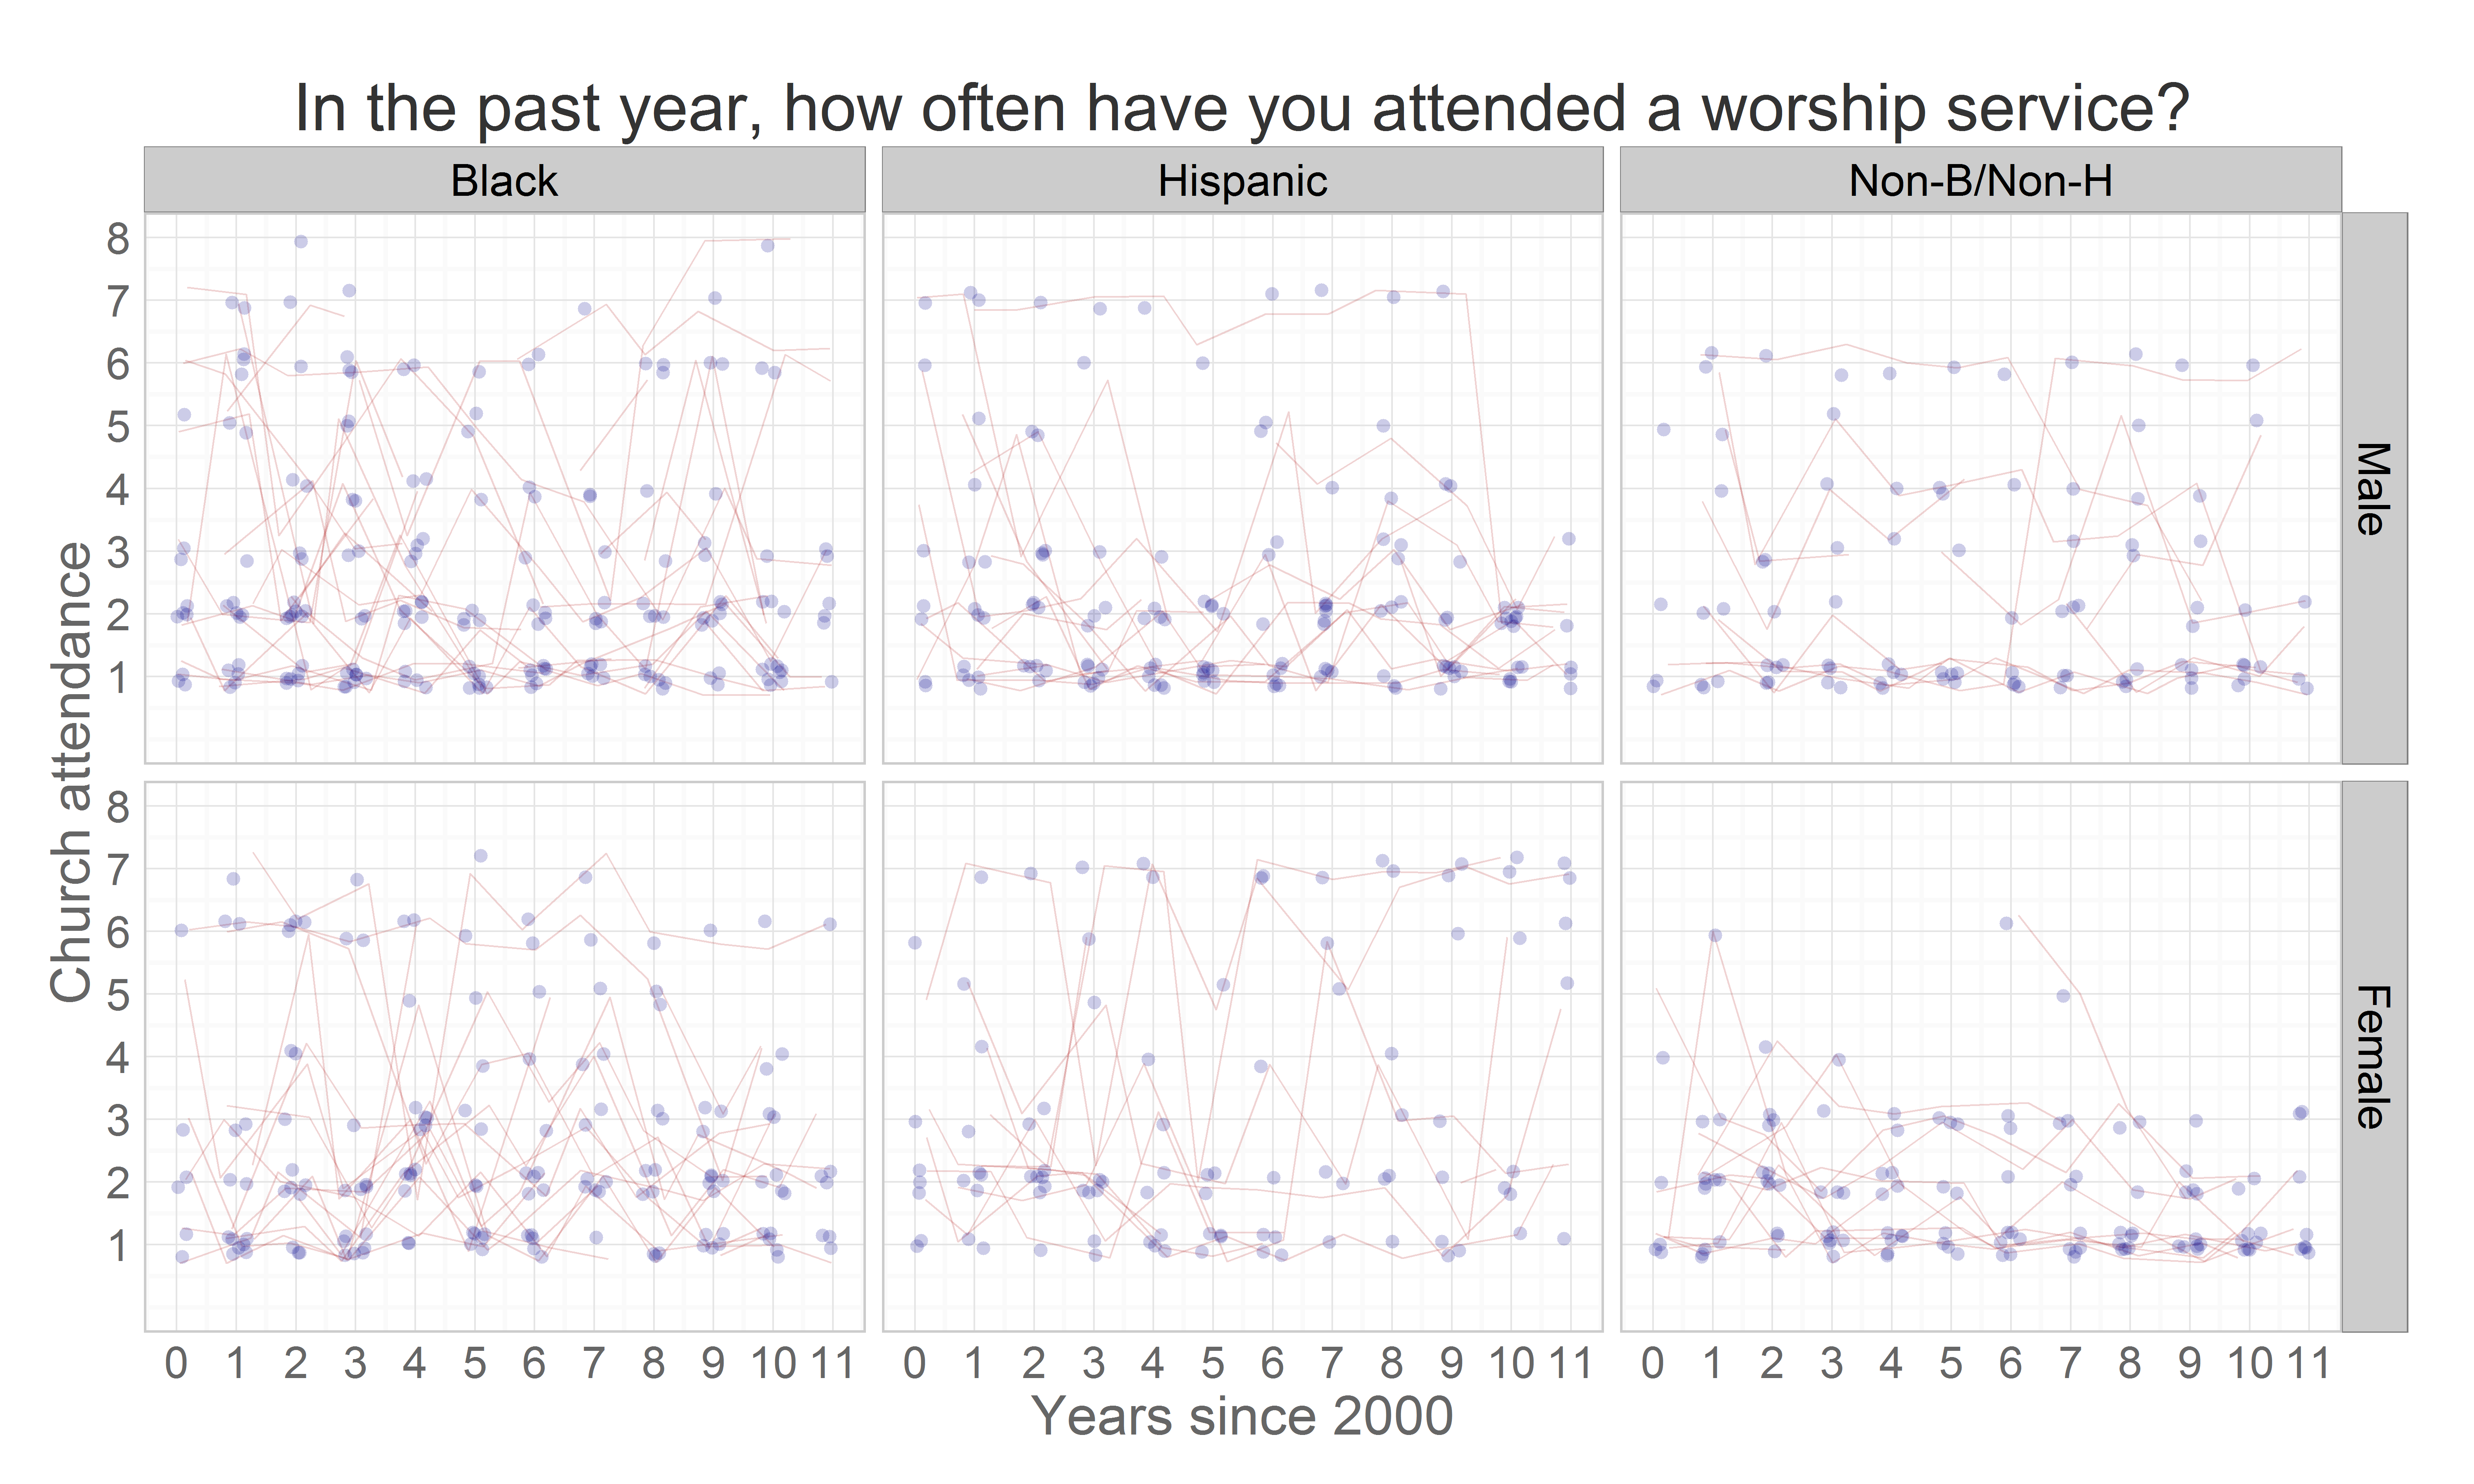 In the past year, how often have you attended a worship service?
Black Hispanic Non-B/Non-H
8
7
6
5
4
3
2
1
Male
Church attendance
8
7
6
5
4
3
2
1
Female
0 1 2 3 4 5 6 7 8 9 10 11 0 1 2 3 4 5 6 7 8 9 10 11 0 1 2 3 4 5 6 7 8 9 10 11
Years since 2000